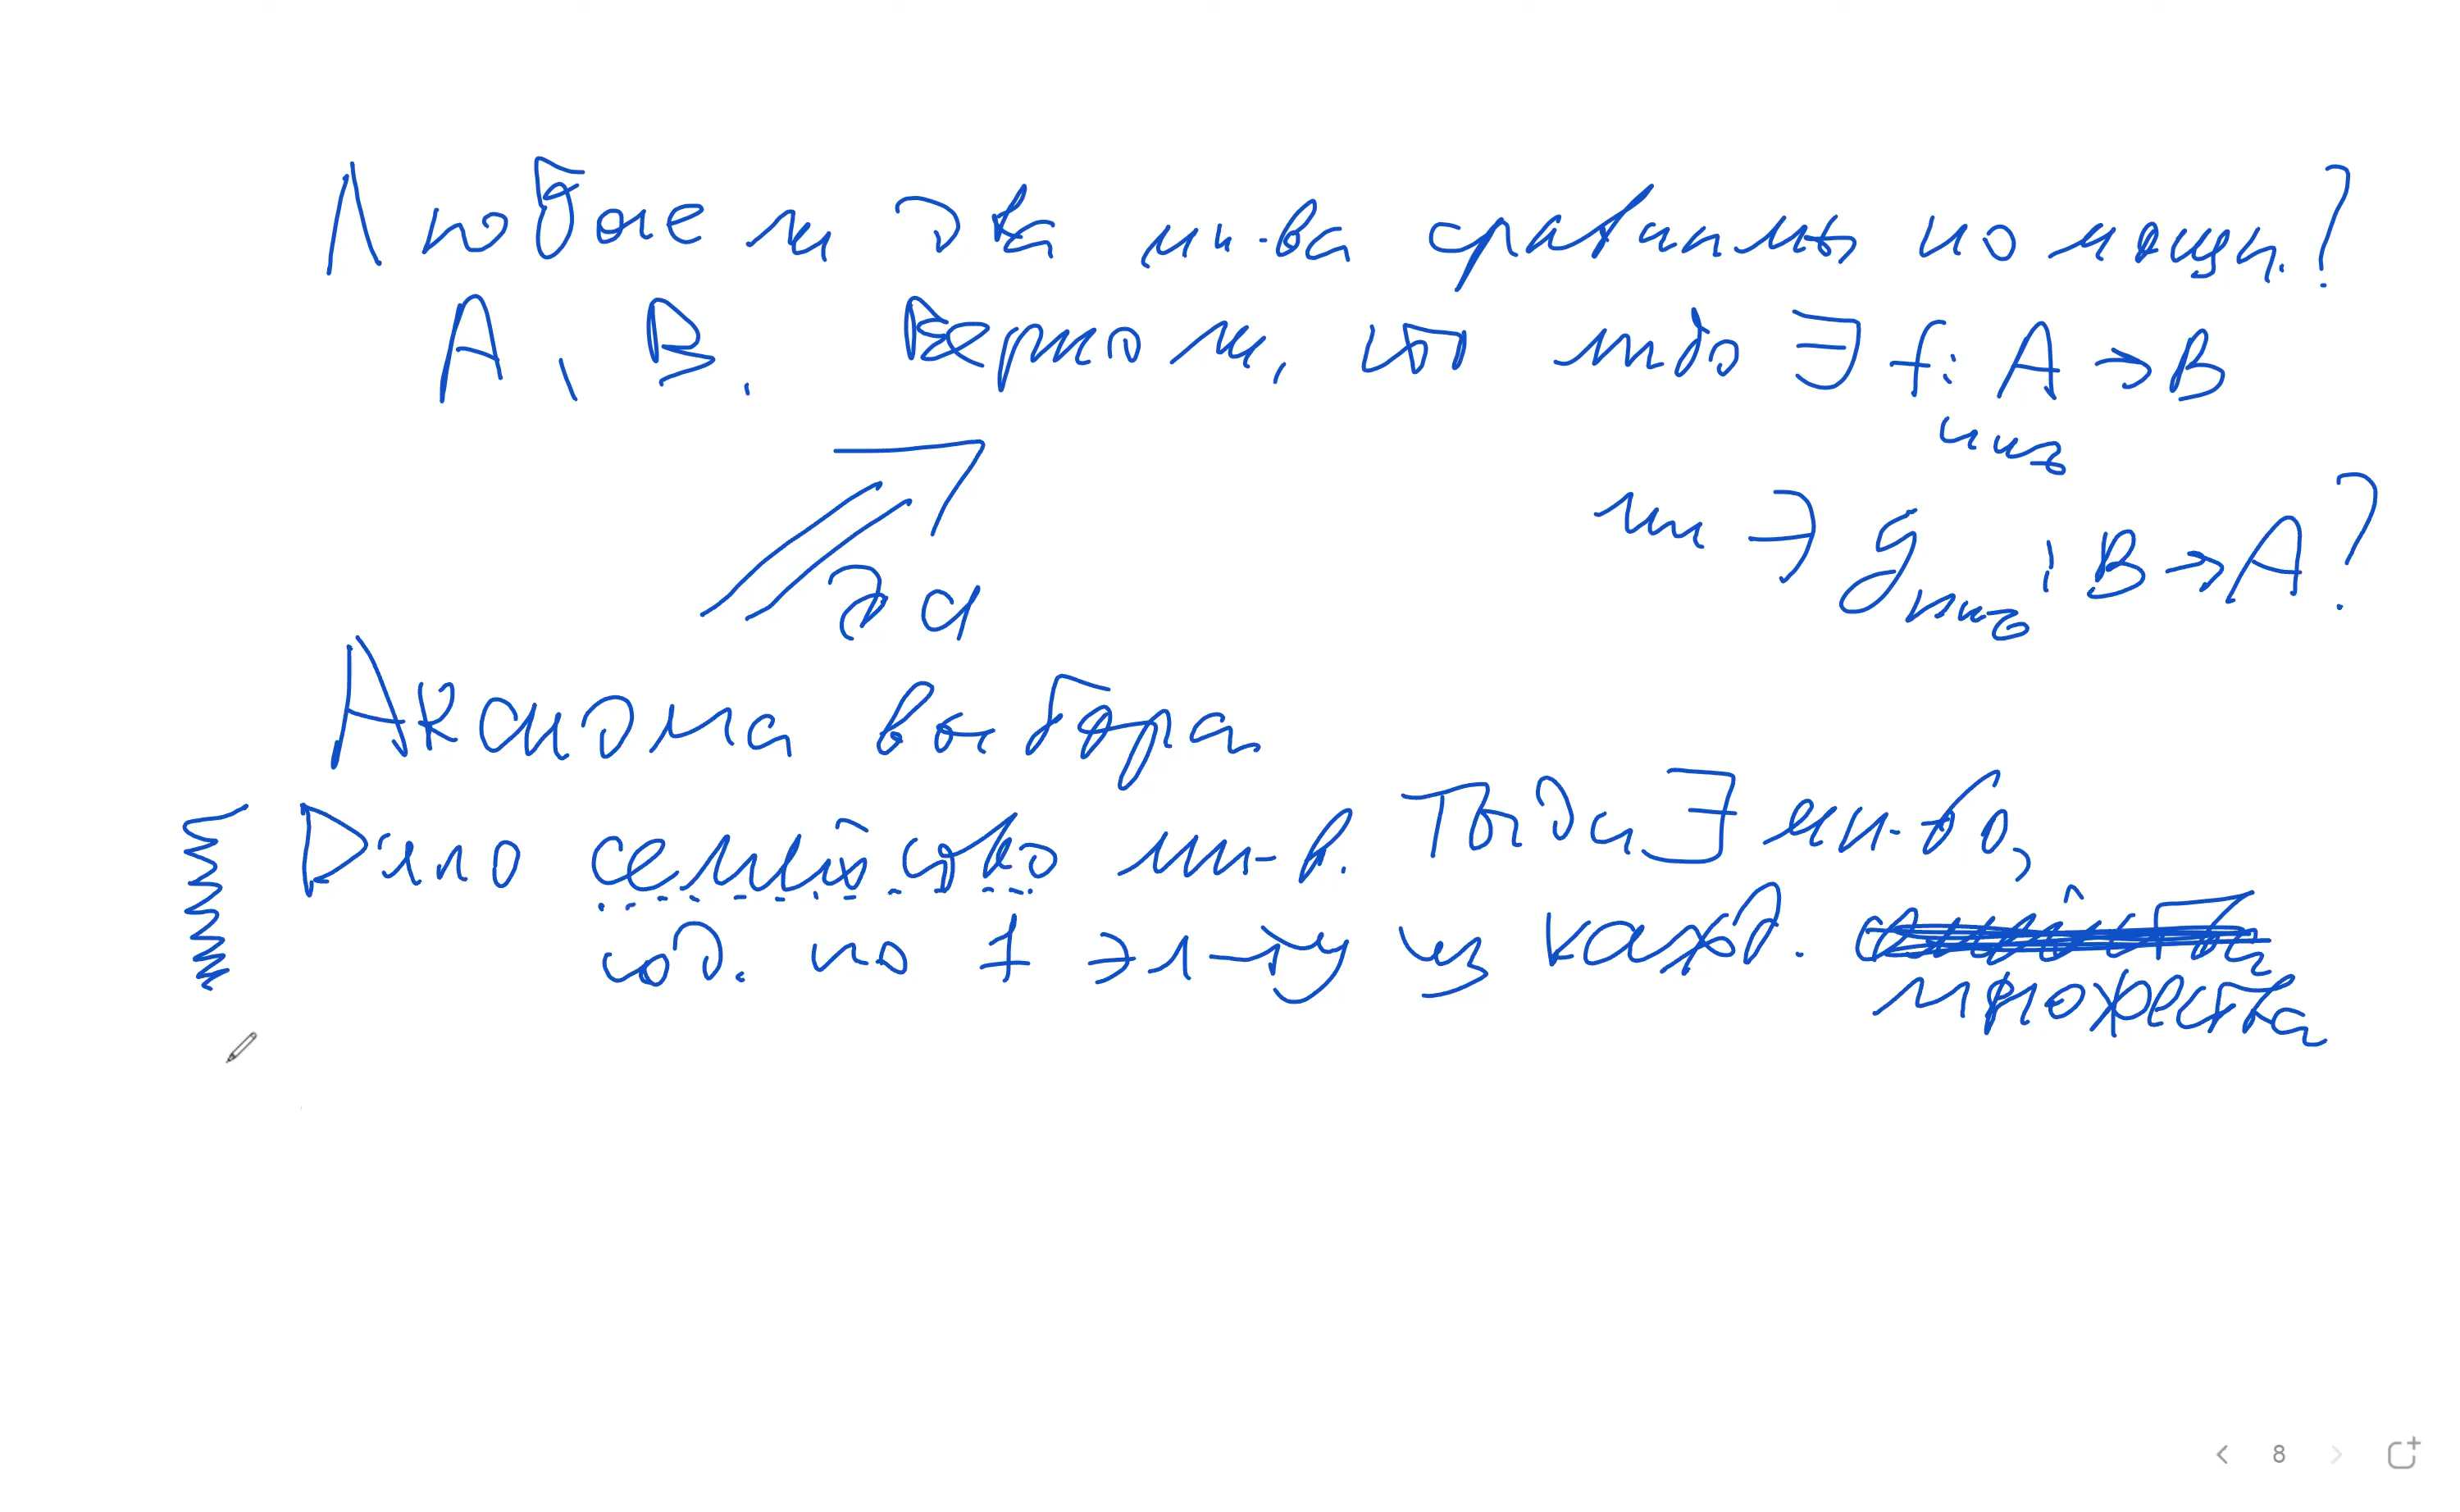 Любые ли два мн-ва сравнимы по мощн.?
A, B. Верно ли, что либо ∃ f: A → B
инъ
или ∃ g инъ : B → A?
да
Аксиома выбора
Дано семейство мн-в. Тогда ∃ мн-во,
сод. по 1 эл-ту из кажд.
множества
8